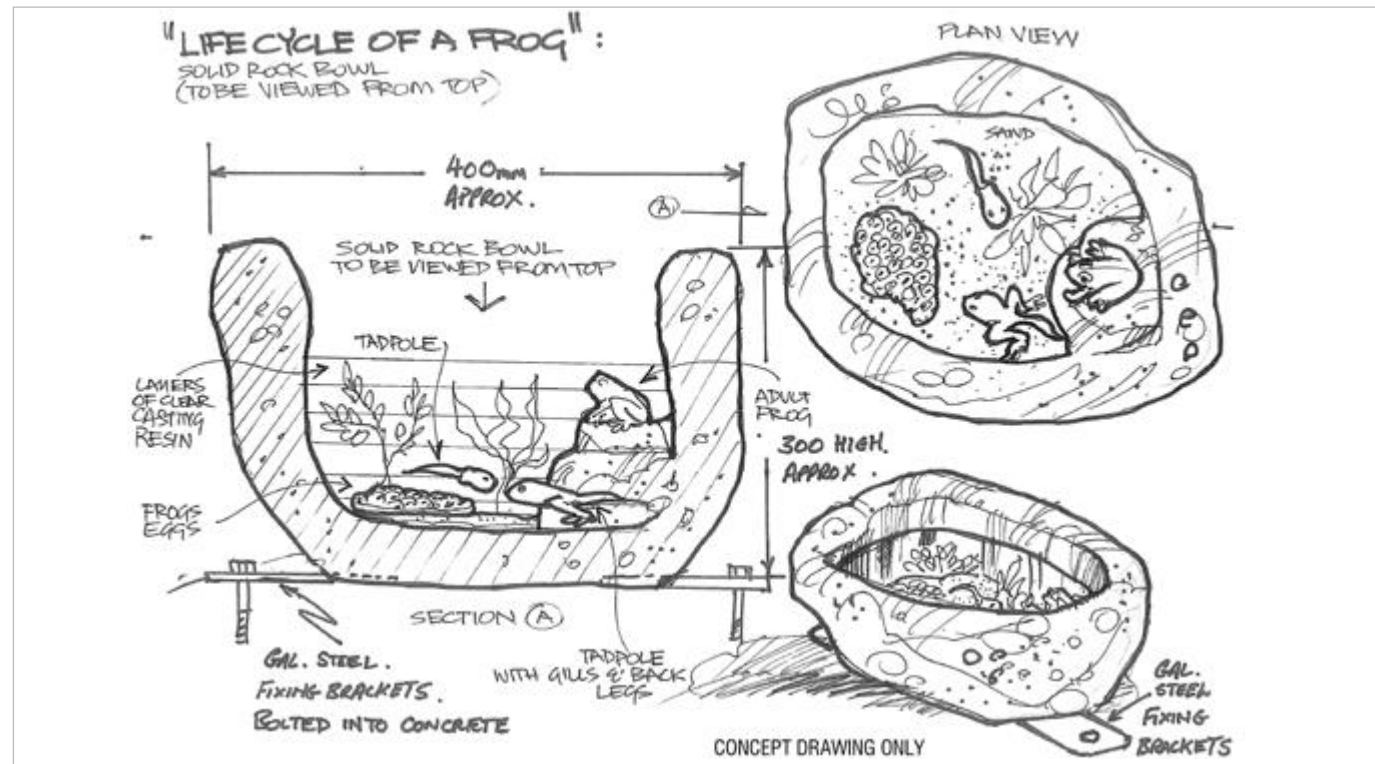 "LIFE CYCLE OF A FROG":
SOLID ROCK BOWL
(TO BE VIEWED FROM TOP)
PLAN VIEW
SAND
400mm
APPROX.
A
SOLID ROCK BOWL
TO BE VIEWED FROM TOP
TADPOLE
LAYERS
OF CLEAR
CASTING
RESIN
ADULT
FROG
300 HIGH.
APPROX
FROGS
EGGS
SECTION A
TADPOLE
WITH GILLS & BACK
LEGS
GAL. STEEL.
FIXING BRACKETS.
BOLTED INTO CONCRETE
GAL.
STEEL
FIXING
BRACKETS
CONCEPT DRAWING ONLY